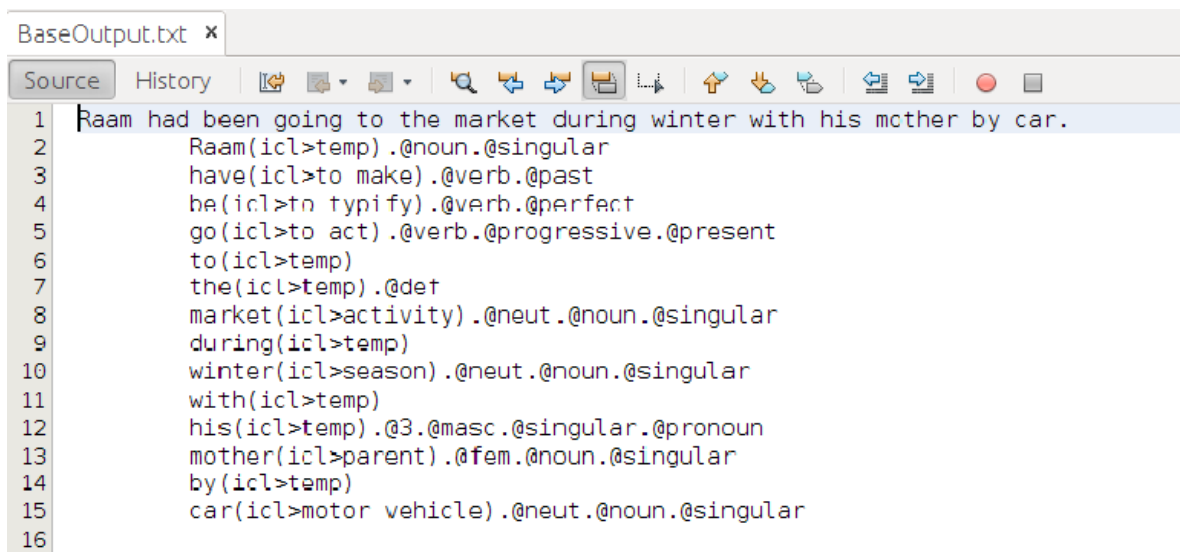 BaseOutput.txt ×
Source History
1 Raam had been going to the market during winter with his mother by car.
2 Raam(icl>temp).@noun.@singular
3 have(icl>to make).@verb.@past
4 be(icl>to typify).@verb.@perfect
5 go(icl>to act).@verb.@progressive.@present
6 to(icl>temp)
7 the(icl>temp).@def
8 market(icl>activity).@neut.@noun.@singular
9 during(icl>temp)
10 winter(icl>season).@neut.@noun.@singular
11 with(icl>temp)
12 his(icl>temp).@3.@masc.@singular.@pronoun
13 mother(icl>parent).@fem.@noun.@singular
14 by(icl>temp)
15 car(icl>motor vehicle).@neut.@noun.@singular
16